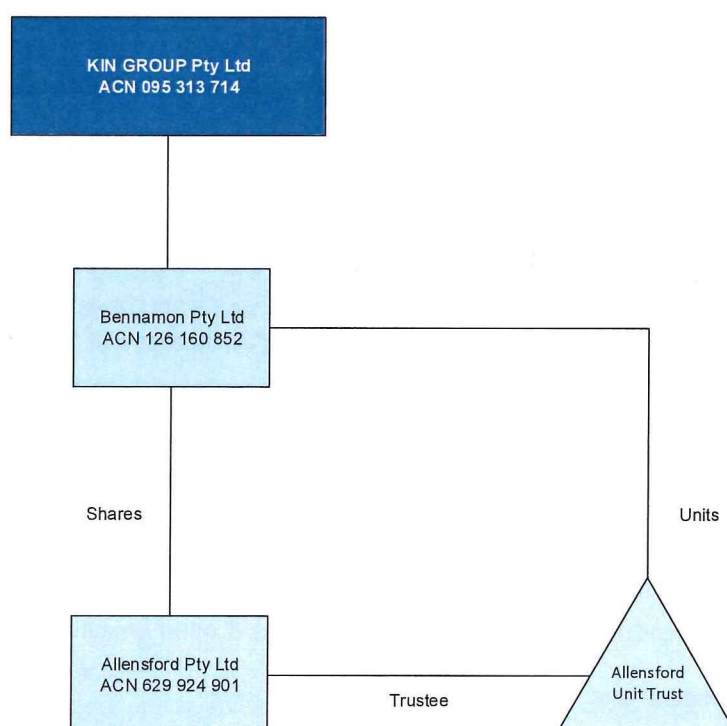 KIN GROUP Pty Ltd
ACN 095 313 714
Bennamon Pty Ltd
ACN 126 160 852
Shares
Units
Allensford Pty Ltd
ACN 629 924 901
Trustee
Allensford
Unit Trust